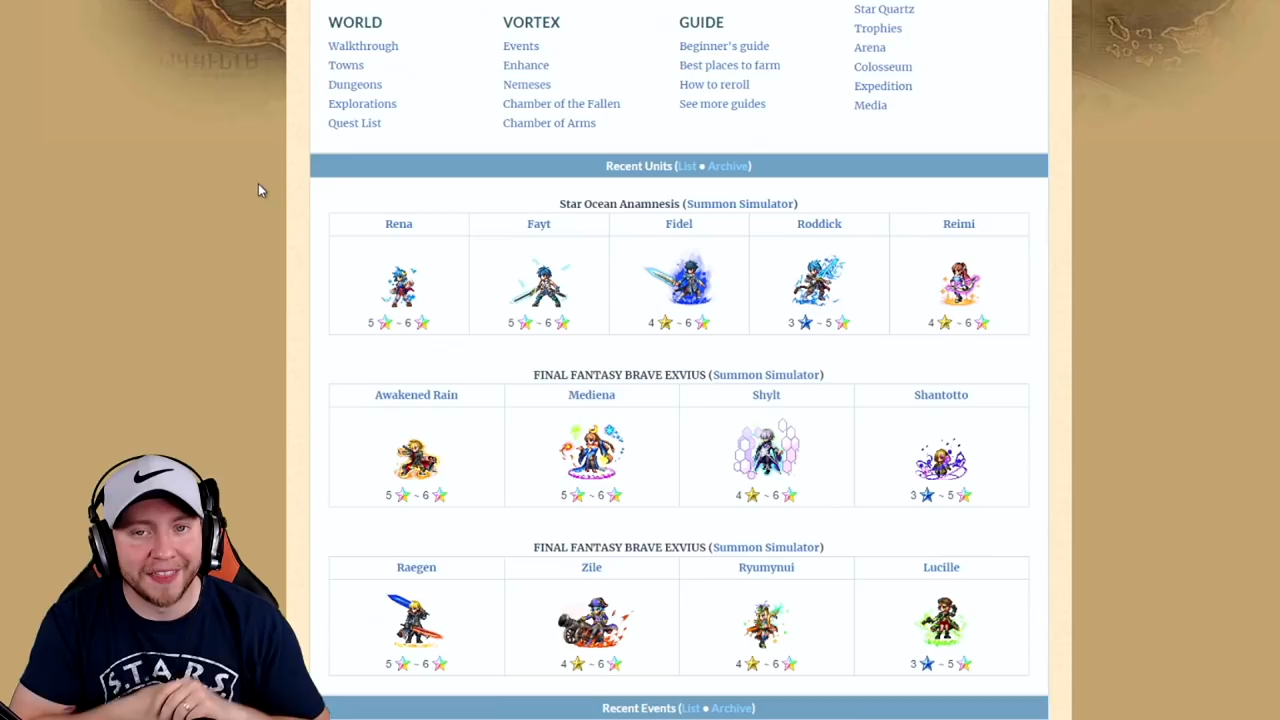 WORLD
Walkthrough
Towns
Dungeons
Explorations
Quest List
VORTEX
Events
Enhance
Nemeses
Chamber of the Fallen
Chamber of Arms
GUIDE
Beginner's guide
Best places to farm
How to reroll
See more guides
Star Quartz
Trophies
Arena
Colosseum
Expedition
Media
Recent Units (List ● Archive)
Star Ocean Anamnesis (Summon Simulator)
Rena Fayt Fidel Roddick Reimi
5 ~ 6 5 ~ 6 4 ~ 6 3 ~ 5 4 ~ 6
FINAL FANTASY BRAVE EXVIUS (Summon Simulator)
Awakened Rain Mediena Shylt Shantotto
5 ~ 6 5 ~ 6 4 ~ 6 3 ~ 5
FINAL FANTASY BRAVE EXVIUS (Summon Simulator)
Raegen Zile Ryumynui Lucille
5 ~ 6 4 ~ 6 4 ~ 6 3 ~ 5
Recent Events (List ● Archive)
S.T.A.R.S.